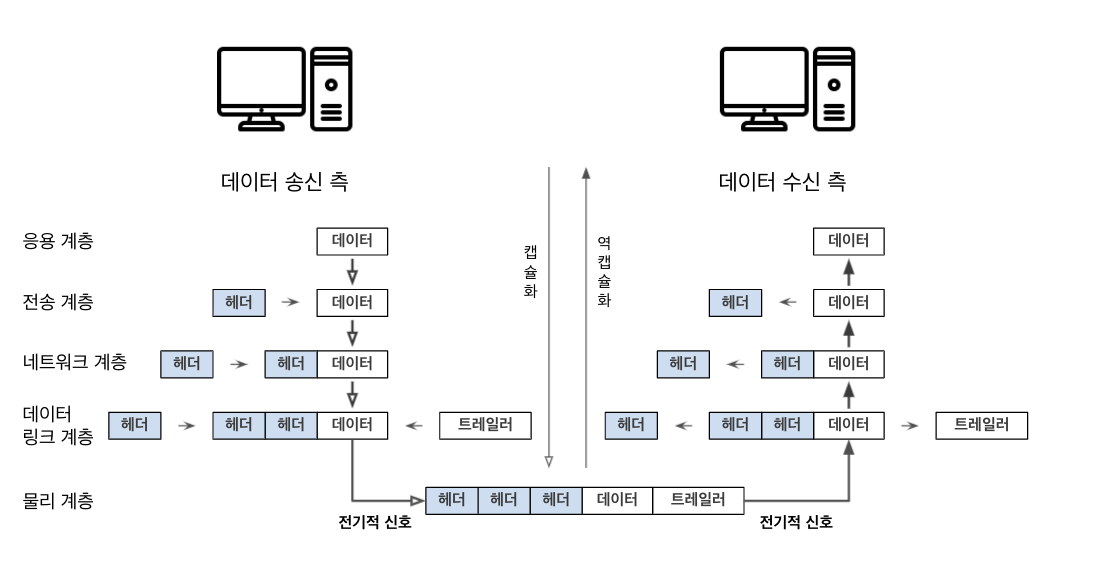 데이터 송신 측
데이터 수신 측
캡슐화
역캡슐화
응용 계층
데이터
데이터
전송 계층
헤더
데이터
헤더
데이터
네트워크 계층
헤더
헤더
데이터
헤더
헤더
데이터
데이터
링크 계층
헤더
헤더
헤더
데이터
트레일러
헤더
헤더
헤더
데이터
트레일러
물리 계층
헤더
헤더
헤더
데이터
트레일러
전기적 신호
전기적 신호